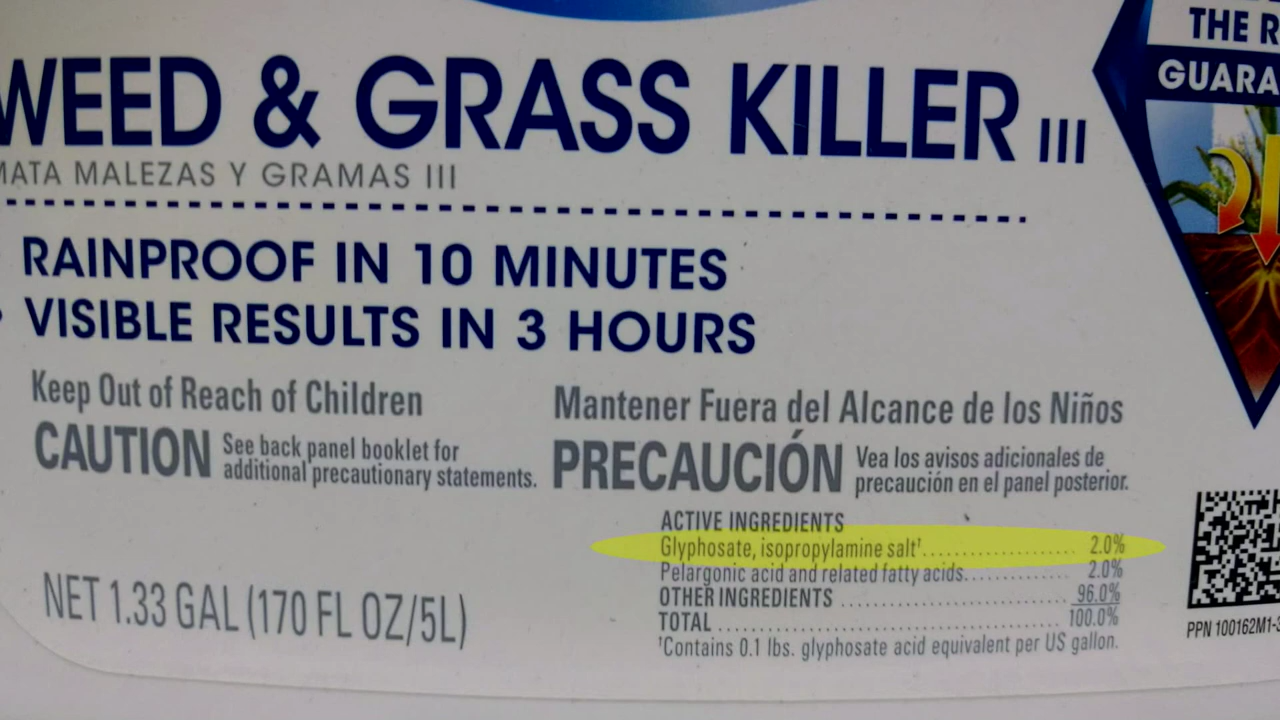 THE R
GUARA
WEED & GRASS KILLER III
MATA MALEZAS Y GRAMAS III
RAINPROOF IN 10 MINUTES
• VISIBLE RESULTS IN 3 HOURS
Keep Out of Reach of Children
CAUTION See back panel booklet for
additional precautionary statements.
Mantener Fuera del Alcance de los Niños
PRECAUCIÓN Vea los avisos adicionales de
precaución en el panel posterior.
ACTIVE INGREDIENTS
Glyphosate, isopropylamine salt†..................... 2.0%
Pelargonic acid and related fatty acids.............. 2.0%
OTHER INGREDIENTS .............................. 96.0%
TOTAL .............................................. 100.0%
†Contains 0.1 lbs. glyphosate acid equivalent per US gallon.
NET 1.33 GAL (170 FL OZ/5L)
PPN 100162M1-3